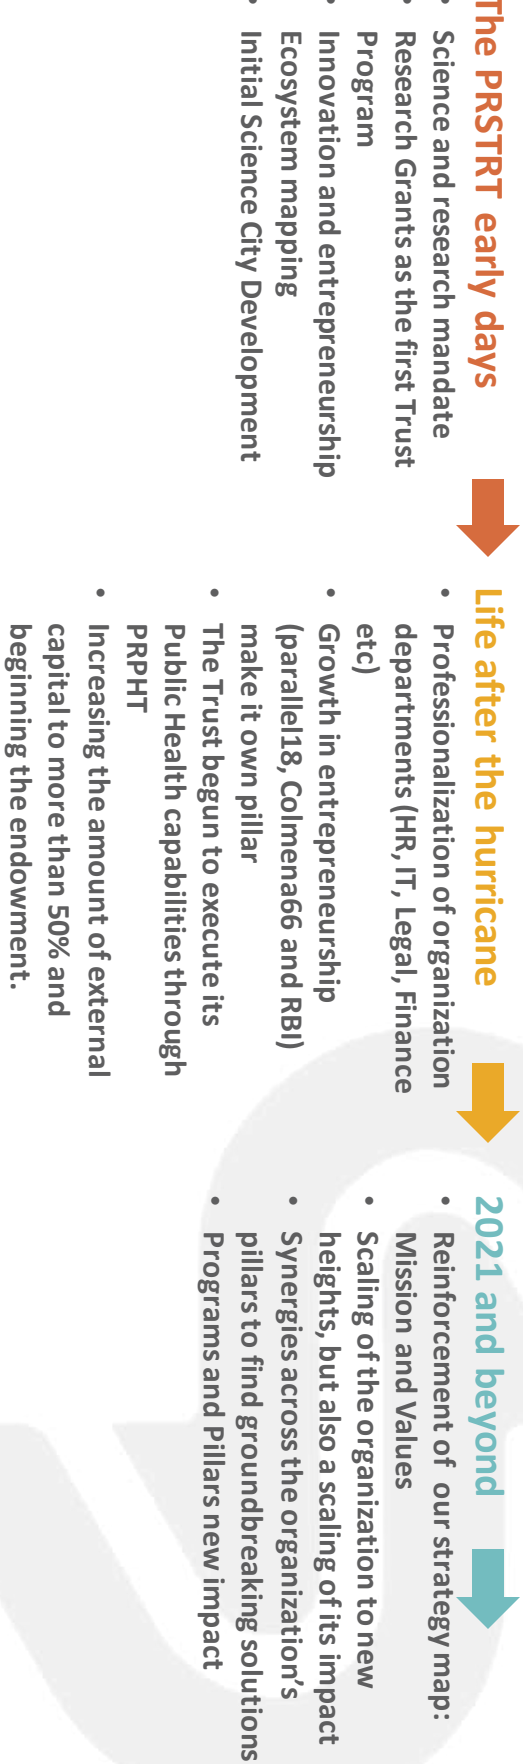 The PRSTRT early days
• Science and research mandate
• Research Grants as the first Trust
Program
• Innovation and entrepreneurship
Ecosystem mapping
• Initial Science City Development
Life after the hurricane
• Professionalization of organization
departments (HR, IT, Legal, Finance
etc)
• Growth in entrepreneurship
(parallel18, Colmena66 and RBI)
make it own pillar
• The Trust begun to execute its
Public Health capabilities through
PRPHT
• Increasing the amount of external
capital to more than 50% and
beginning the endowment.
2021 and beyond
• Reinforcement of our strategy map:
Mission and Values
• Scaling of the organization to new
heights, but also a scaling of its impact
• Synergies across the organization’s
pillars to find groundbreaking solutions
• Programs and Pillars new impact